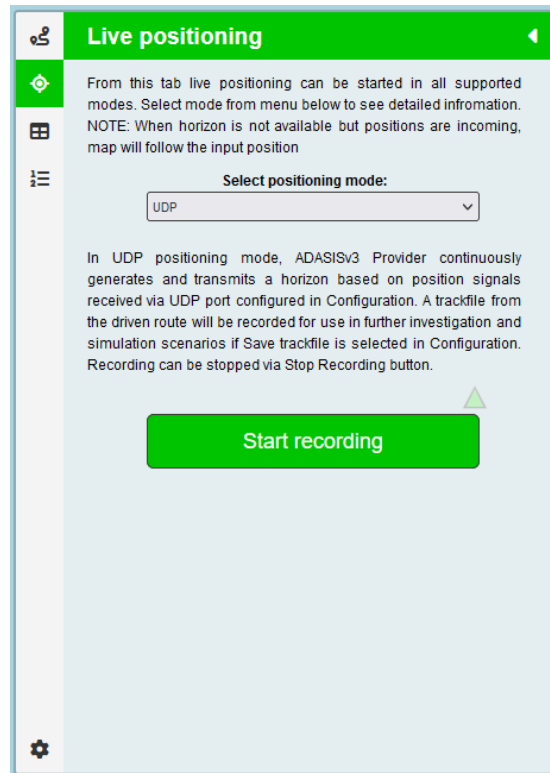 Live positioning
From this tab live positioning can be started in all supported
modes. Select mode from menu below to see detailed infromation.
NOTE: When horizon is not available but positions are incoming,
map will follow the input position
Select positioning mode:
UDP
In UDP positioning mode, ADASISv3 Provider continuously
generates and transmits a horizon based on position signals
received via UDP port configured in Configuration. A trackfile from
the driven route will be recorded for use in further investigation and
simulation scenarios if Save trackfile is selected in Configuration.
Recording can be stopped via Stop Recording button.
Start recording